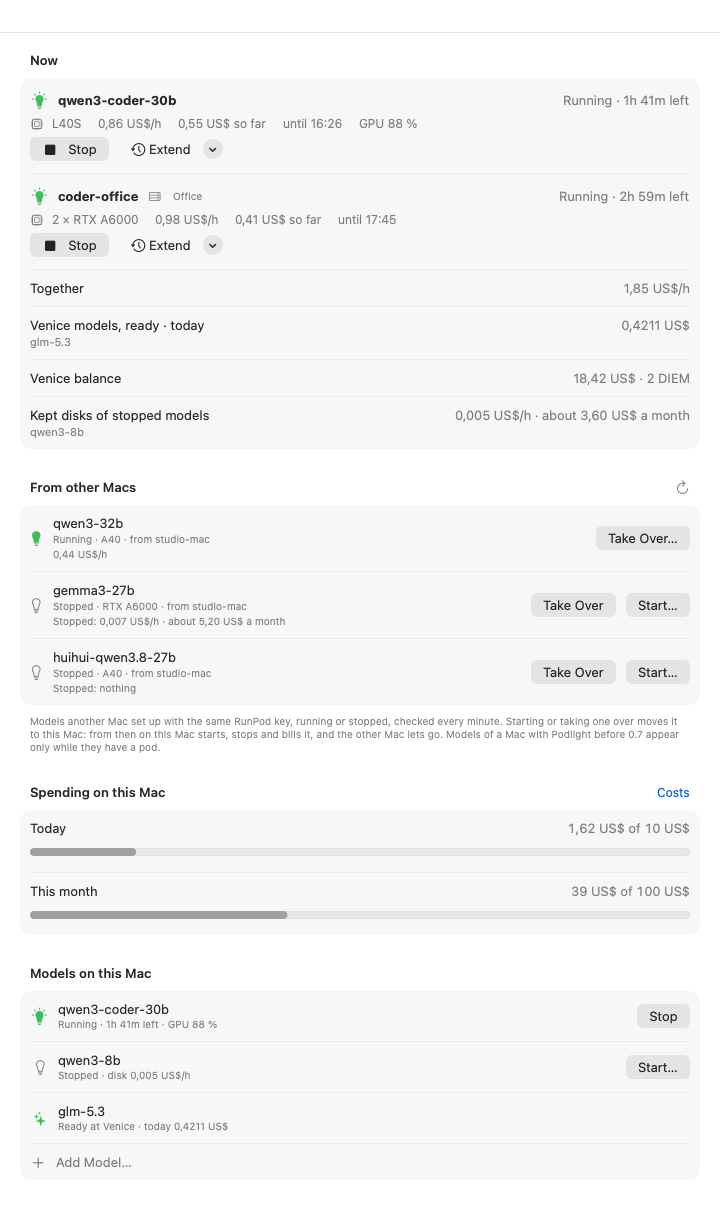 Now
qwen3-coder-30b
Running · 1h 41m left
L40S 0,86 US$/h 0,55 US$ so far until 16:26 GPU 88 %
Stop Extend
coder-office Office
Running · 2h 59m left
2 × RTX A6000 0,98 US$/h 0,41 US$ so far until 17:45
Stop Extend
Together 1,85 US$/h
Venice models, ready · today 0,4211 US$
glm-5.3
Venice balance 18,42 US$ · 2 DIEM
Kept disks of stopped models 0,005 US$/h · about 3,60 US$ a month
qwen3-8b
From other Macs
qwen3-32b
Running · A40 · from studio-mac
0,44 US$/h
Take Over...
gemma3-27b
Stopped · RTX A6000 · from studio-mac
Stopped: 0,007 US$/h · about 5,20 US$ a month
Take Over Start...
huihui-qwen3.8-27b
Stopped · A40 · from studio-mac
Stopped: nothing
Take Over Start...
Models another Mac set up with the same RunPod key, running or stopped, checked every minute. Starting or taking one over moves it
to this Mac: from then on this Mac starts, stops and bills it, and the other Mac lets go. Models of a Mac with Podlight before 0.7 appear
only while they have a pod.
Spending on this Mac Costs
Today 1,62 US$ of 10 US$
This month 39 US$ of 100 US$
Models on this Mac
qwen3-coder-30b
Running · 1h 41m left · GPU 88 %
Stop
qwen3-8b
Stopped · disk 0,005 US$/h
Start...
glm-5.3
Ready at Venice · today 0,4211 US$
Add Model...